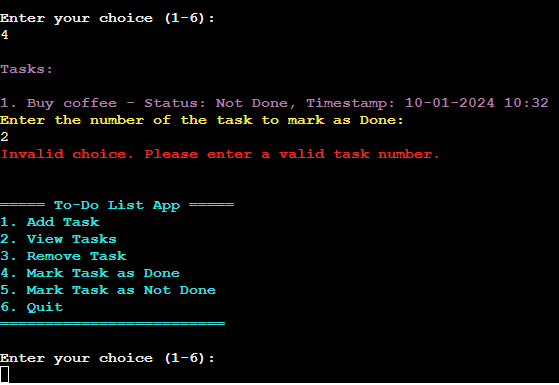 Enter your choice (1-6):
4
Tasks:
1. Buy coffee - Status: Not Done, Timestamp: 10-01-2024 10:32
Enter the number of the task to mark as Done:
2
Invalid choice. Please enter a valid task number.
===== To-Do List App =====
1. Add Task
2. View Tasks
3. Remove Task
4. Mark Task as Done
5. Mark Task as Not Done
6. Quit
=========================
Enter your choice (1-6):